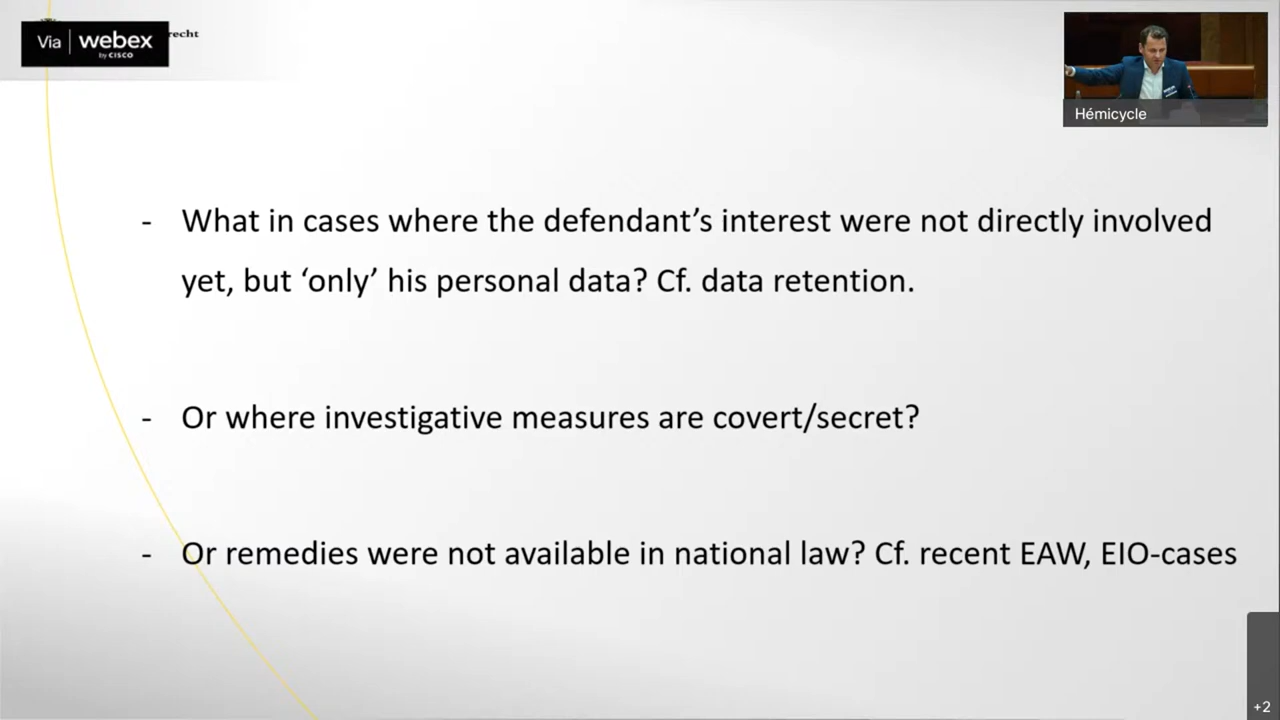 Via webex
by CISCO
recht
Hémicycle
- What in cases where the defendant’s interest were not directly involved
yet, but ‘only’ his personal data? Cf. data retention.
- Or where investigative measures are covert/secret?
- Or remedies were not available in national law? Cf. recent EAW, EIO-cases
+2